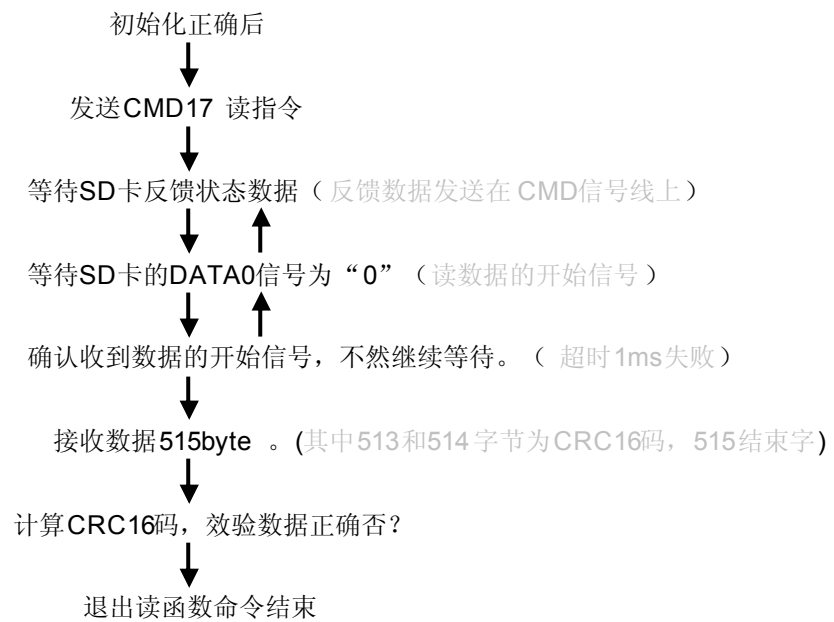 初始化正确后
发送CMD17 读指令
等待SD卡反馈状态数据（反馈数据发送在 CMD信号线上）
等待SD卡的DATA0信号为“0”（读数据的开始信号）
确认收到数据的开始信号，不然继续等待。（超时1ms失败）
接收数据515byte 。(其中513和514字节为CRC16码，515结束字)
计算CRC16码，效验数据正确否？
退出读函数命令结束